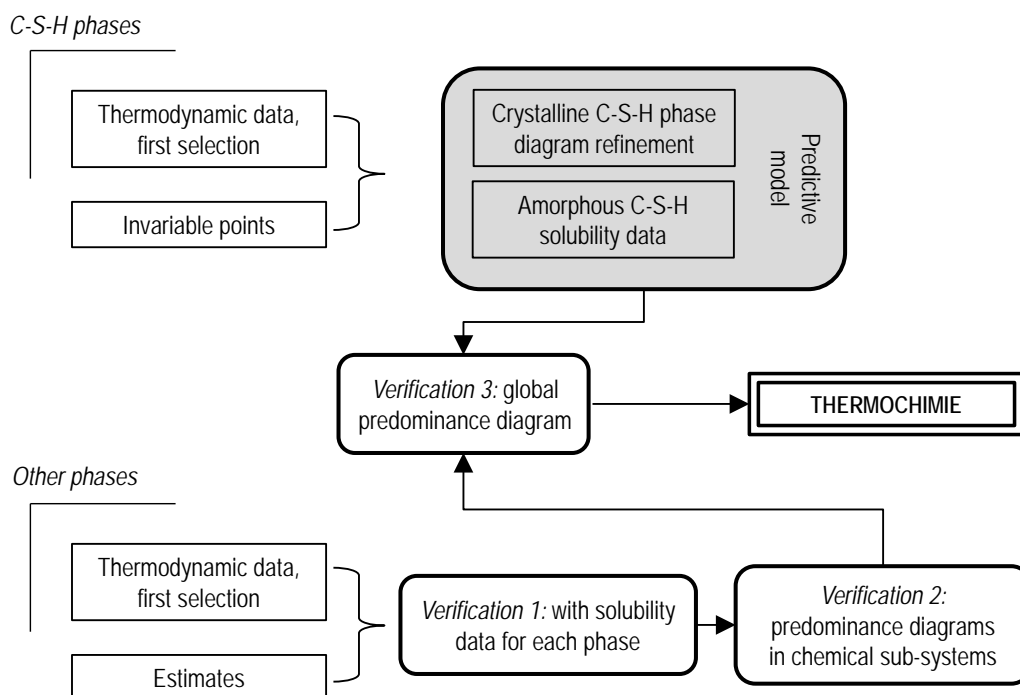 C-S-H phases
Thermodynamic data,
first selection
Invariable points
Crystalline C-S-H phase
diagram refinement
Amorphous C-S-H
solubility data
Predictive
model
Verification 3: global
predominance diagram
THERMOCHIMIE
Other phases
Thermodynamic data,
first selection
Estimates
Verification 1: with solubility
data for each phase
Verification 2:
predominance diagrams
in chemical sub-systems